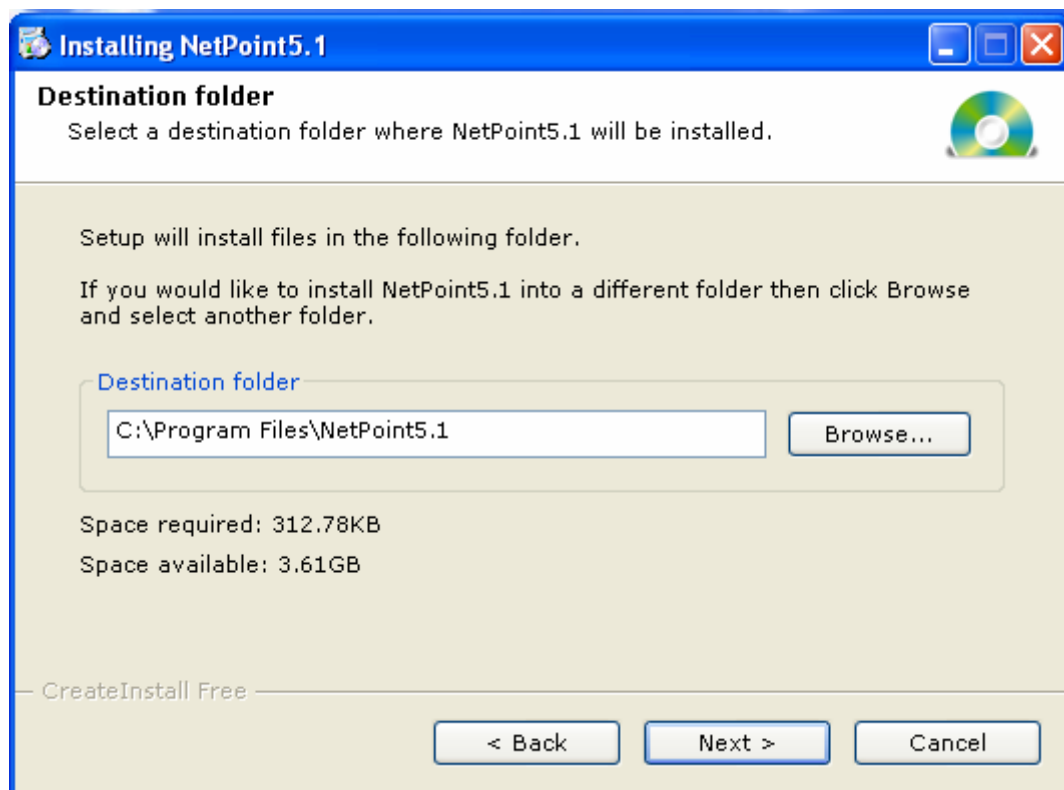 Installing NetPoint5.1
Destination folder
Select a destination folder where NetPoint5.1 will be installed.
Setup will install files in the following folder.
If you would like to install NetPoint5.1 into a different folder then click Browse
and select another folder.
Destination folder
C:\Program Files\NetPoint5.1
Browse...
Space required: 312.78KB
Space available: 3.61GB
CreateInstall Free
< Back
Next >
Cancel